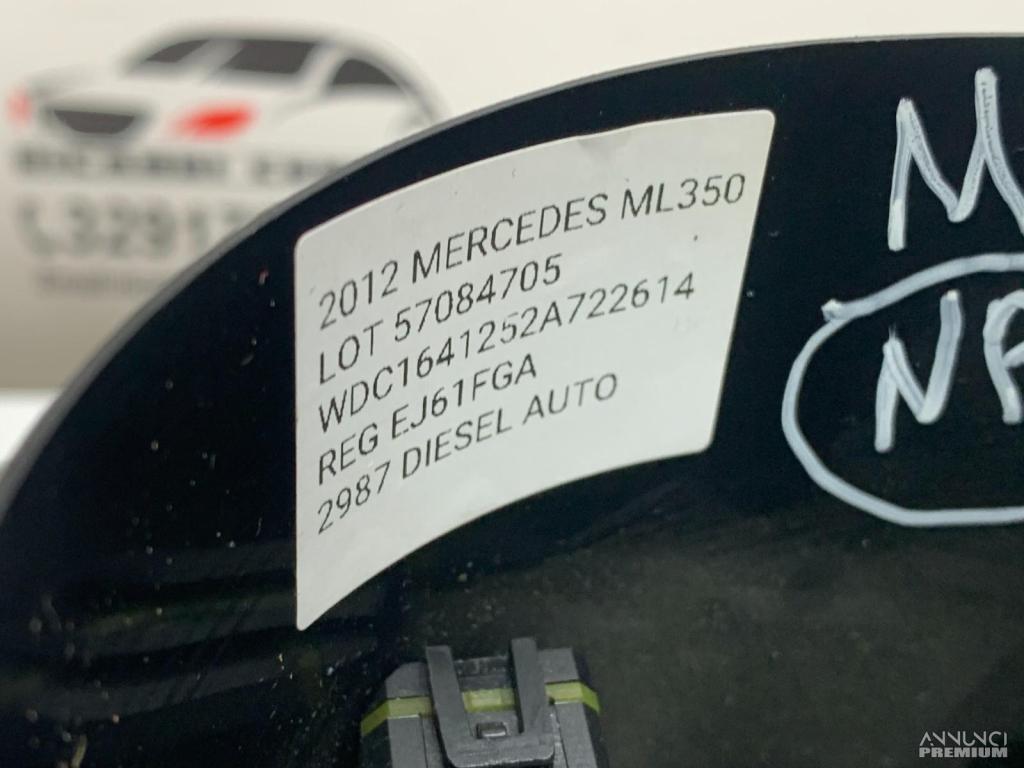 2012 MERCEDES ML350
LOT 57084705
WDC1641252A722614
REG EJ61FGA
2987 DIESEL AUTO
ANNUNCI
PREMIUM